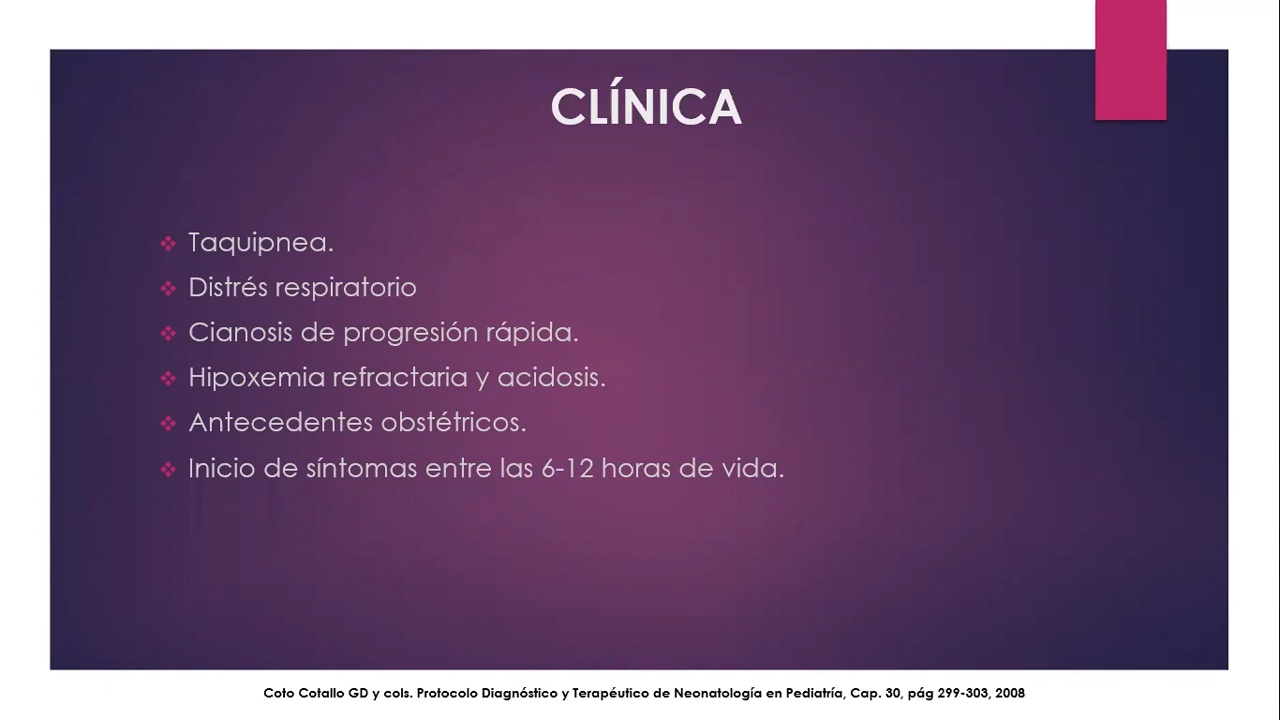 CLÍNICA
Taquipnea.
Distrés respiratorio
Cianosis de progresión rápida.
Hipoxemia refractaria y acidosis.
Antecedentes obstétricos.
Inicio de síntomas entre las 6-12 horas de vida.
Coto Cotallo GD y cols. Protocolo Diagnóstico y Terapéutico de Neonatología en Pediatría, Cap. 30, pág 299-303, 2008